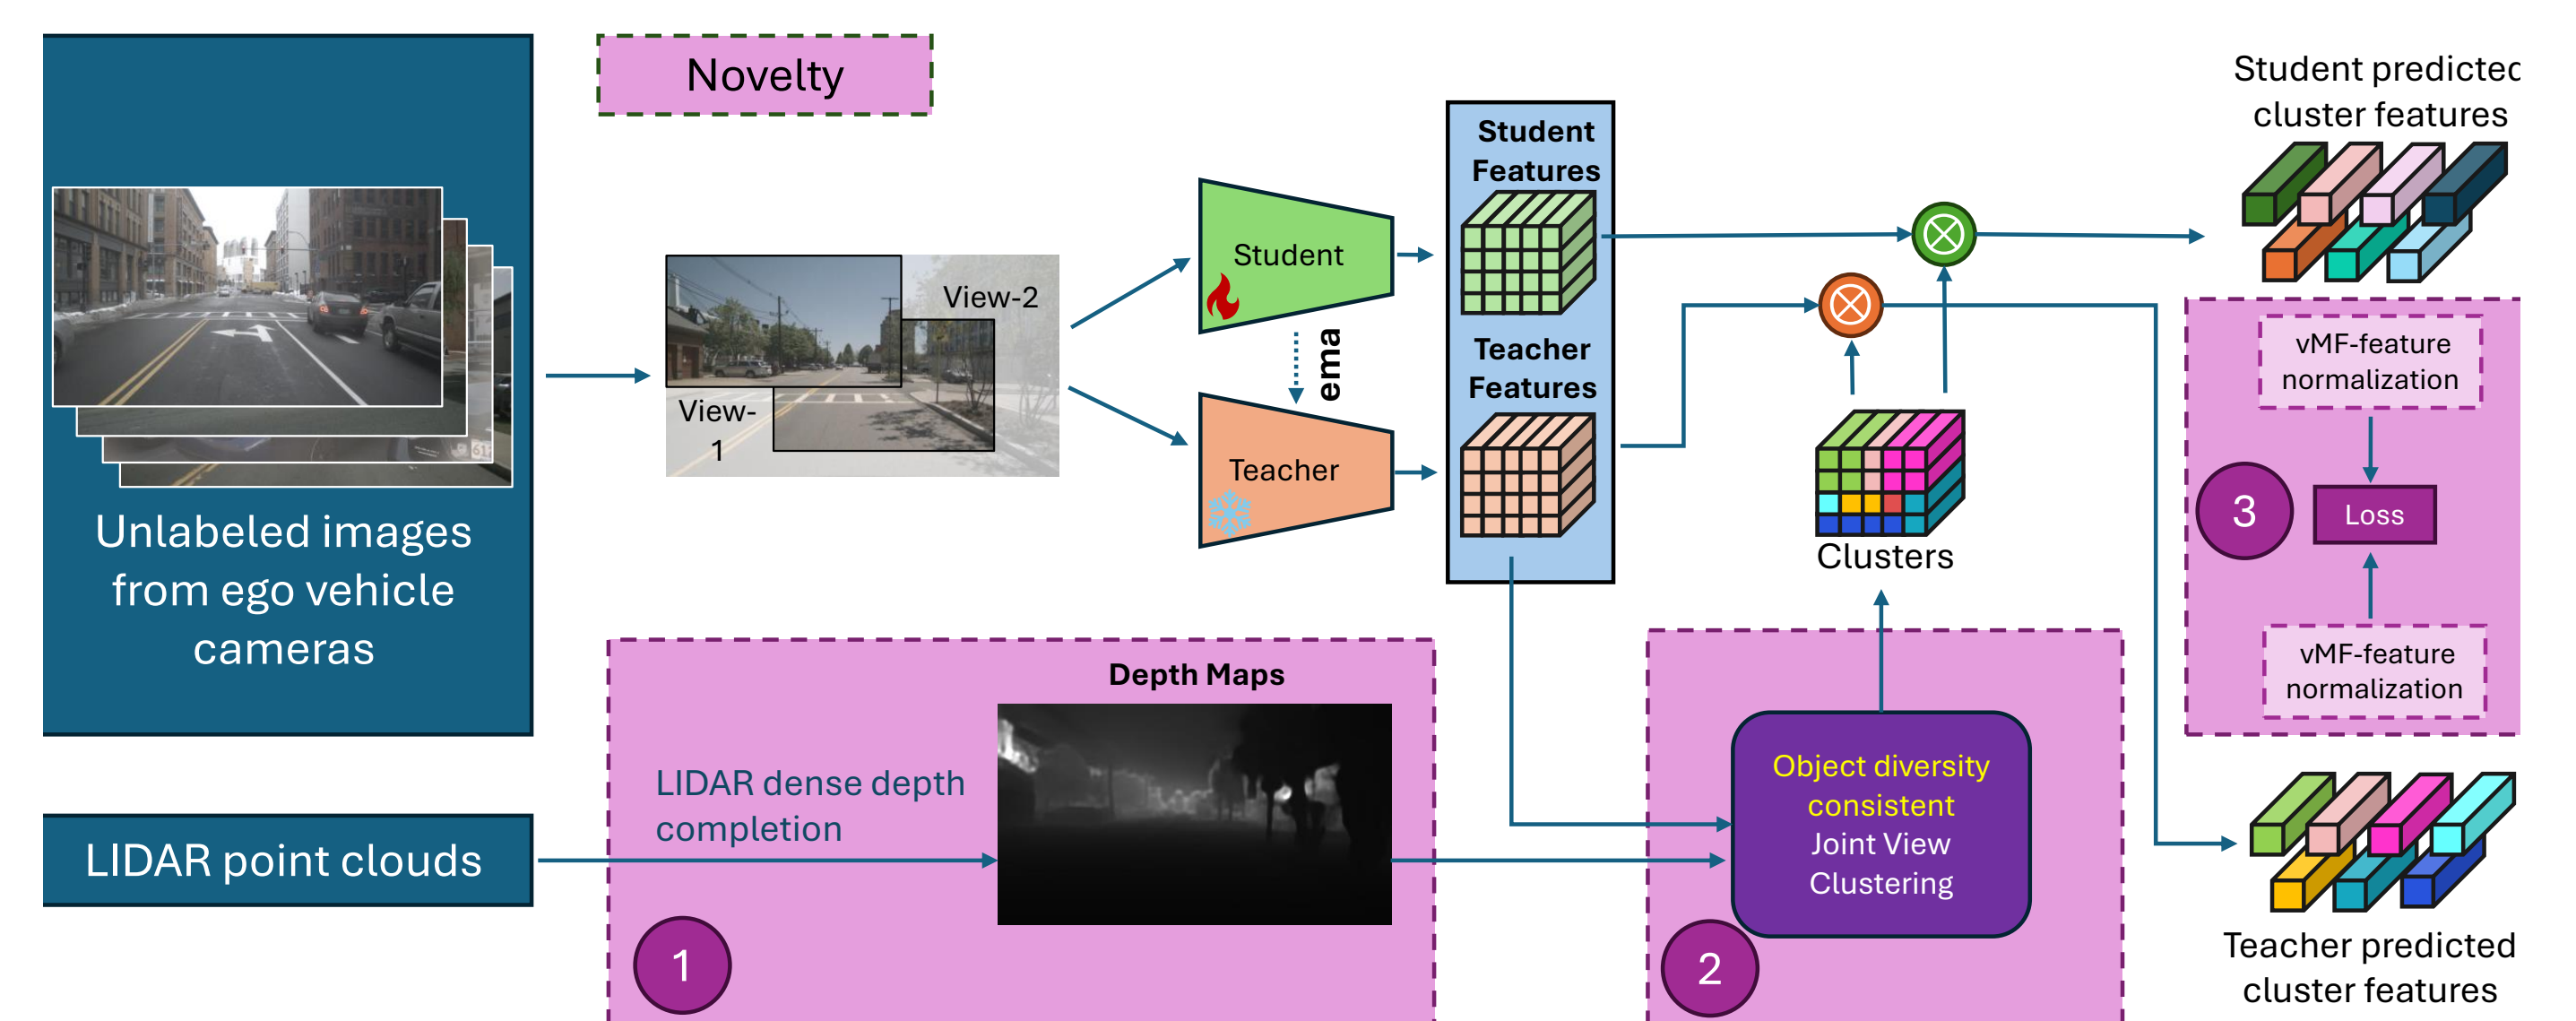 Novelty
Unlabeled images
from ego vehicle
cameras
LIDAR point clouds
View-2
View-
1
Student
ema
Teacher
Student
Features
Teacher
Features
Clusters
Student predicted
cluster features
vMF-feature
normalization
3
Loss
vMF-feature
normalization
Depth Maps
LIDAR dense depth
completion
1
Object diversity
consistent
Joint View
Clustering
2
Teacher predicted
cluster features